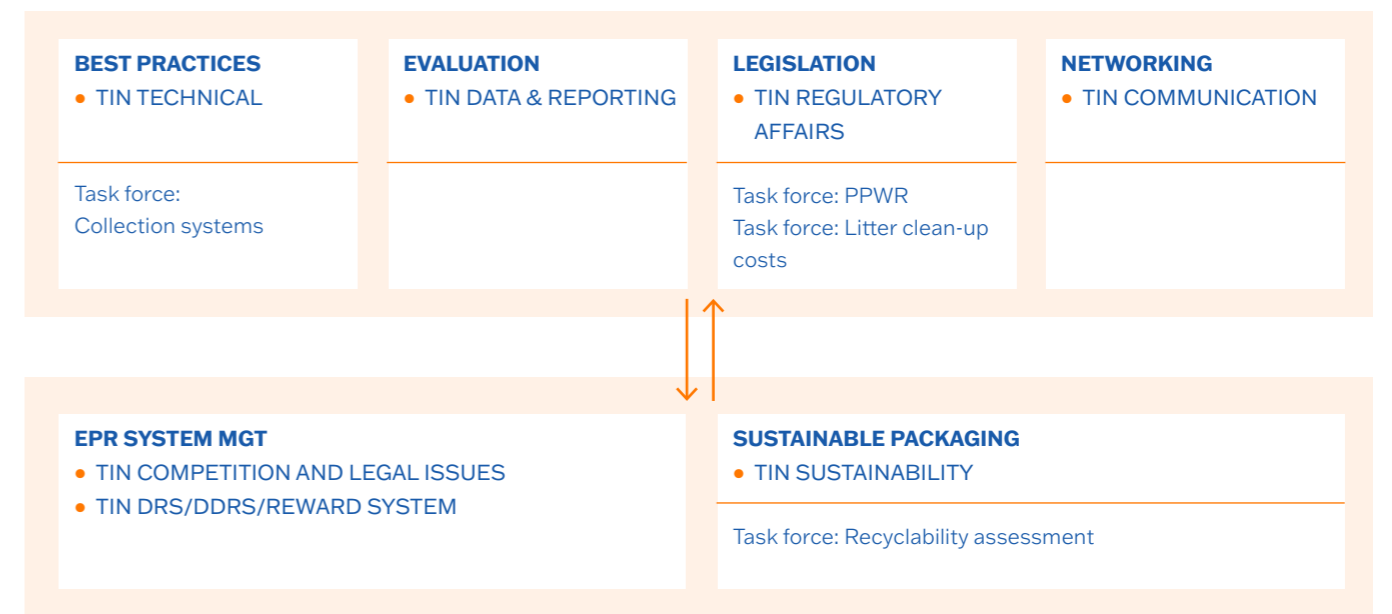 BEST PRACTICES
• TIN TECHNICAL
Task force:
Collection systems
EVALUATION
• TIN DATA & REPORTING
LEGISLATION
• TIN REGULATORY
AFFAIRS
Task force: PPWR
Task force: Litter clean-up
costs
NETWORKING
• TIN COMMUNICATION
EPR SYSTEM MGT
• TIN COMPETITION AND LEGAL ISSUES
• TIN DRS/DDRS/REWARD SYSTEM
SUSTAINABLE PACKAGING
• TIN SUSTAINABILITY
Task force: Recyclability assessment